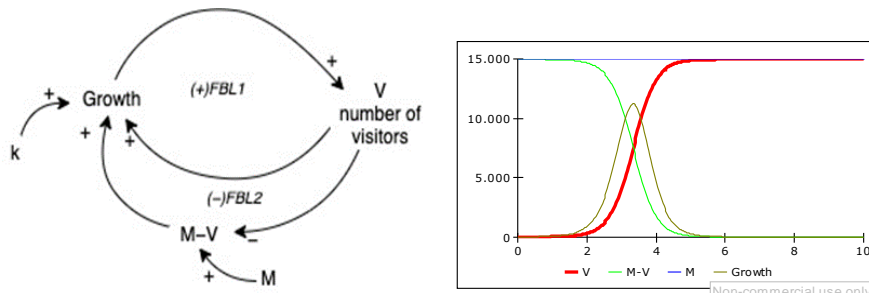 +
(+)FBL1
+
Growth
V
number of
visitors
+
+
k
(–)FBL2
M–V
–
+
M
15.000
10.000
5.000
0
0
2
4
6
8
10
V
M-V
M
Growth
Non-commercial use only